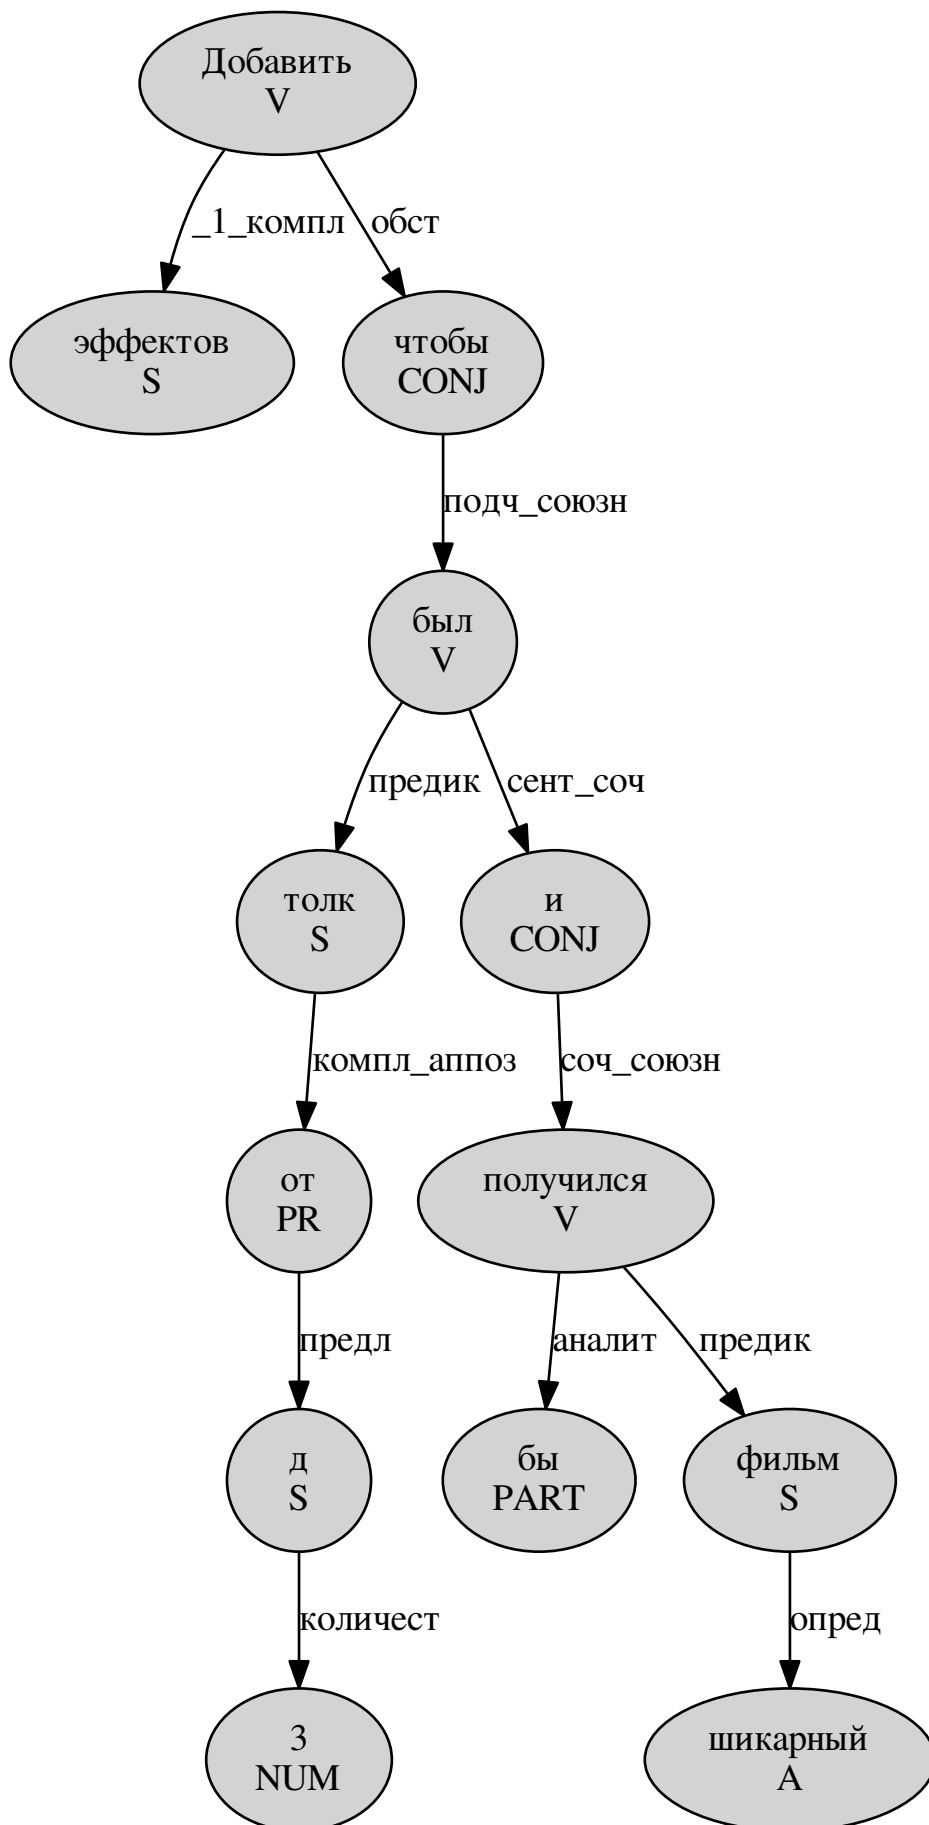 Добавить
V
_1_компл
обст
эффектов
S
чтобы
CONJ
подч_союзн
был
V
предик
сент_соч
толк
S
и
CONJ
компл_аппоз
соч_союзн
от
PR
получился
V
предл
аналит
предик
д
S
бы
PART
фильм
S
количест
опред
3
NUM
шикарный
A